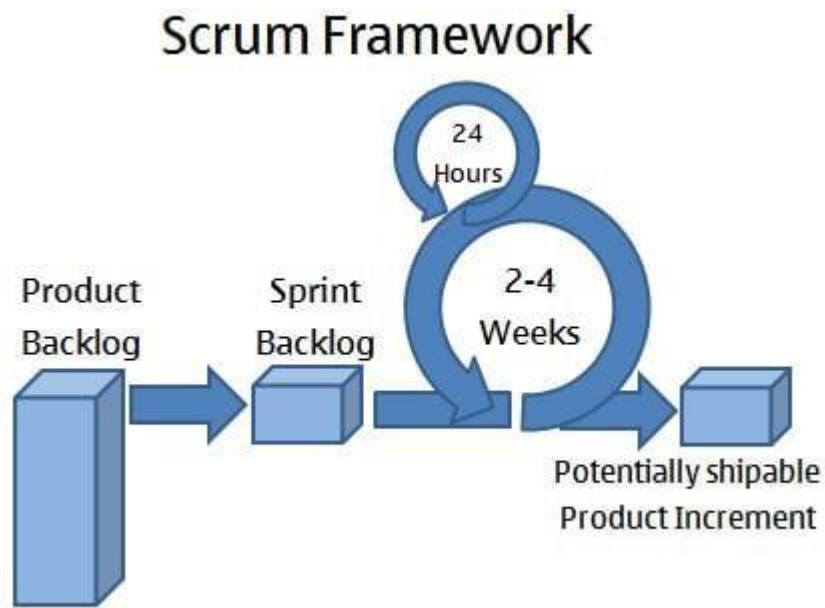 Scrum Framework
24
Hours
2-4
Weeks
Product
Backlog
Sprint
Backlog
Potentially shipable
Product Increment